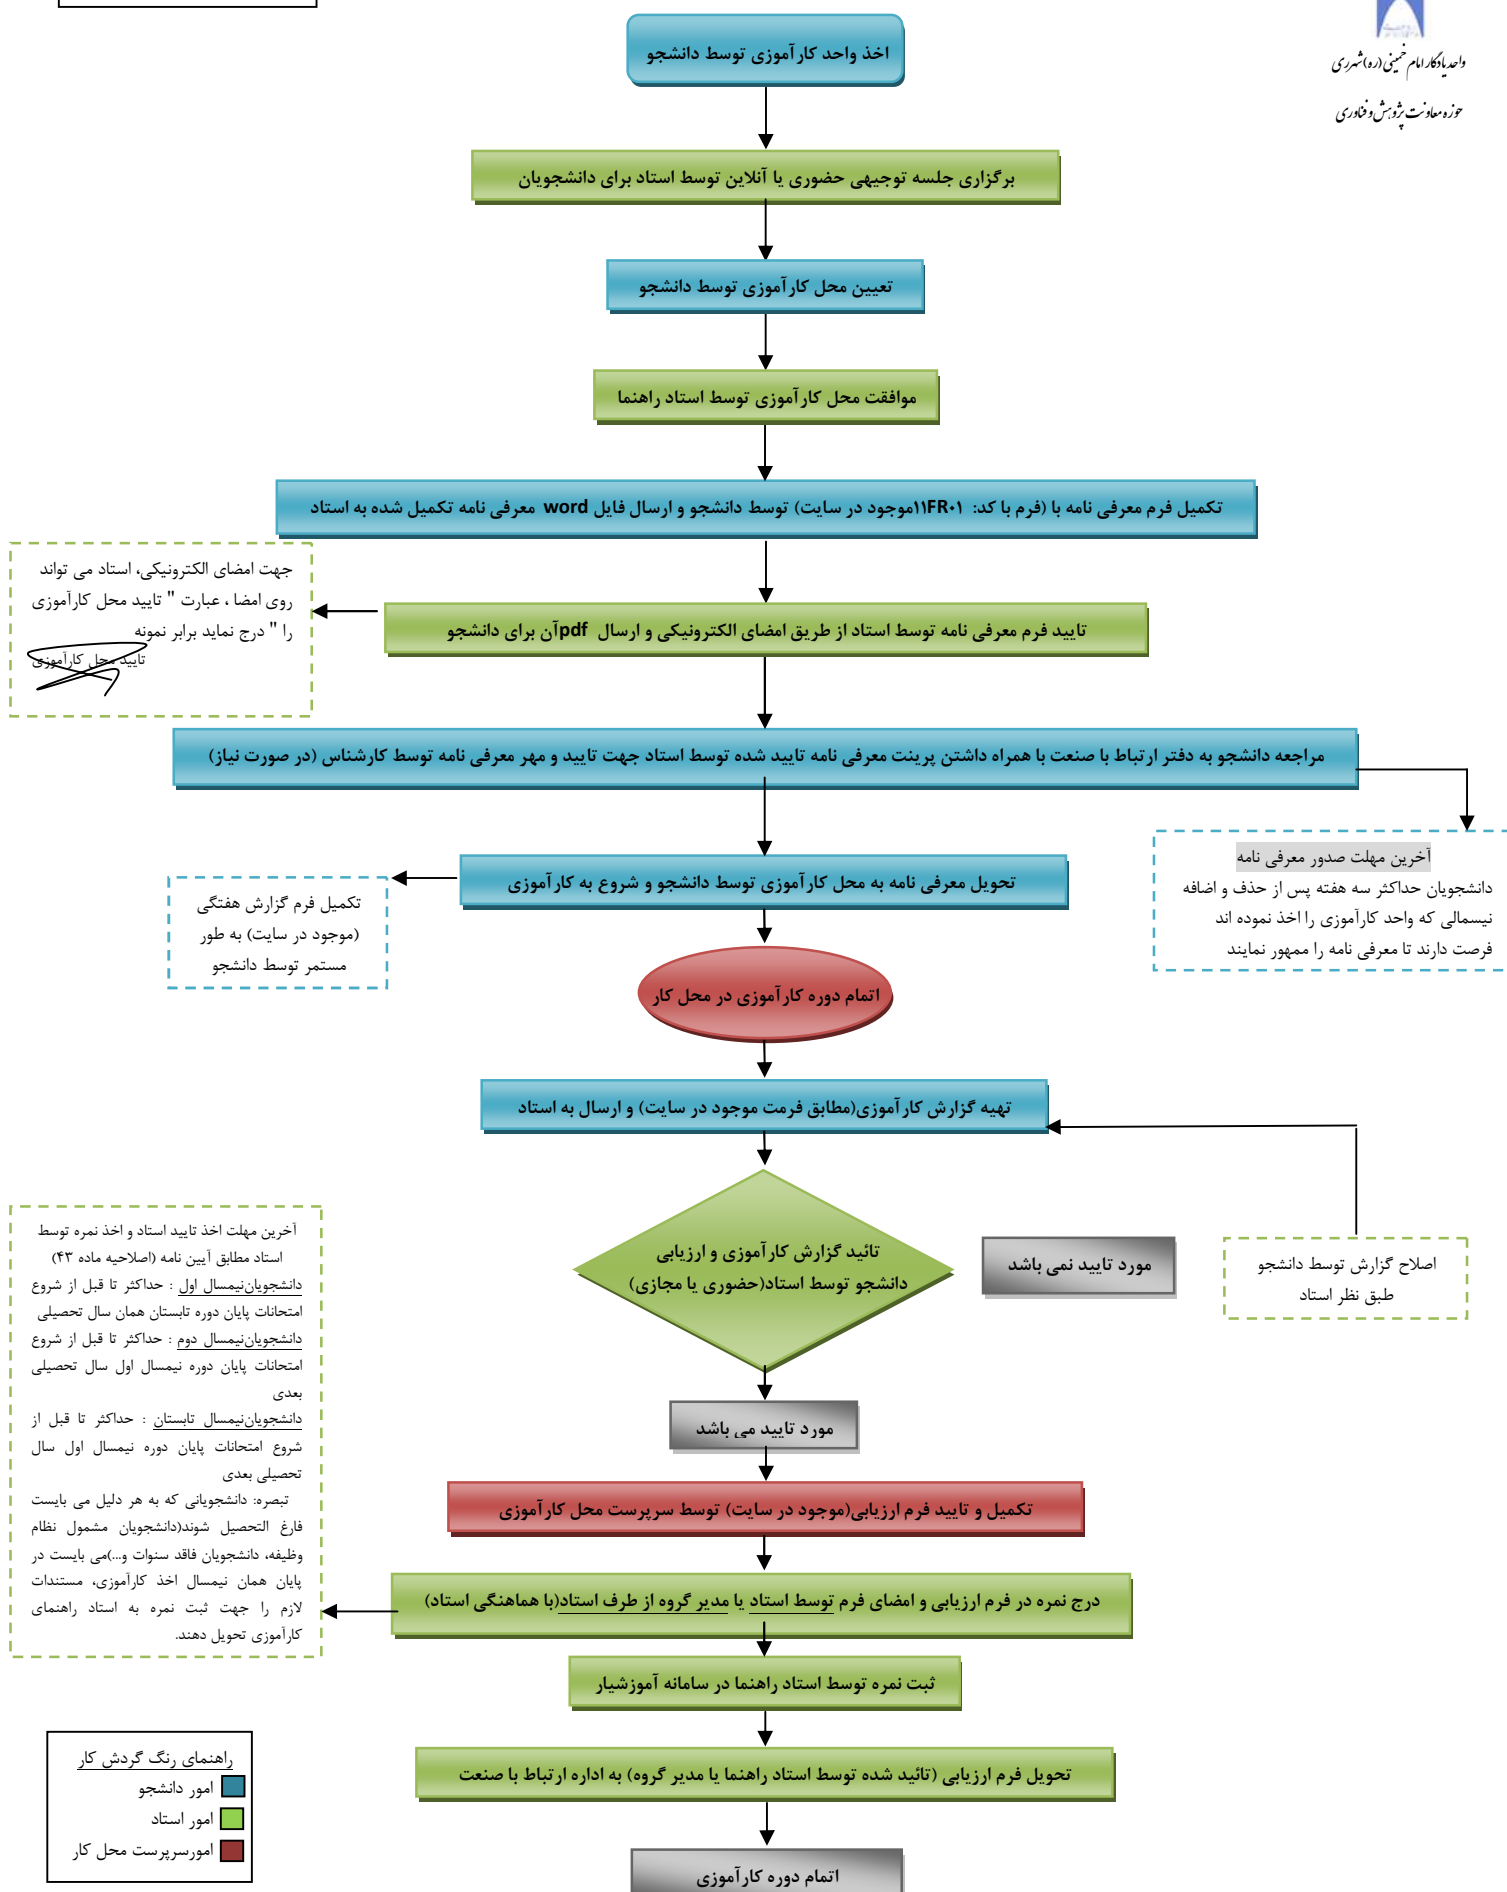 واحد یادگار امام خمینی (ره) شهرری
حوزه معاونت پژوهش و فناوری
اخذ واحد کارآموزی توسط دانشجو
برگزاری جلسه توجیهی حضوری یا آنلاین توسط استاد برای دانشجویان
تعیین محل کارآموزی توسط دانشجو
موافقت محل کارآموزی توسط استاد راهنما
تکمیل فرم معرفی نامه با (فرم با کد: ۱۱FR۰۱موجود در سایت) توسط دانشجو و ارسال فایل word معرفی نامه تکمیل شده به استاد
جهت امضای الکترونیکی، استاد می تواند
روی امضا ، عبارت " تایید محل کارآموزی
را " درج نماید برابر نمونه
تایید محل کارآموزی
تایید فرم معرفی نامه توسط استاد از طریق امضای الکترونیکی و ارسال pdfآن برای دانشجو
مراجعه دانشجو به دفتر ارتباط با صنعت با همراه داشتن پرینت معرفی نامه تایید شده توسط استاد جهت تایید و مهر معرفی نامه توسط کارشناس (در صورت نیاز)
آخرین مهلت صدور معرفی نامه
دانشجویان حداکثر سه هفته پس از حذف و اضافه
نیسمالی که واحد کارآموزی را اخذ نموده اند
فرصت دارند تا معرفی نامه را ممهور نمایند
تحویل معرفی نامه به محل کارآموزی توسط دانشجو و شروع به کارآموزی
تکمیل فرم گزارش هفتگی
(موجود در سایت) به طور
مستمر توسط دانشجو
اتمام دوره کارآموزی در محل کار
تهیه گزارش کارآموزی(مطابق فرمت موجود در سایت) و ارسال به استاد
تائید گزارش کارآموزی و ارزیابی
دانشجو توسط استاد(حضوری یا مجازی)
مورد تایید نمی باشد
اصلاح گزارش توسط دانشجو
طبق نظر استاد
مورد تایید می باشد
تکمیل و تایید فرم ارزیابی(موجود در سایت) توسط سرپرست محل کارآموزی
درج نمره در فرم ارزیابی و امضای فرم توسط استاد یا مدیر گروه از طرف استاد(با هماهنگی استاد)
آخرین مهلت اخذ تایید استاد و اخذ نمره توسط
استاد مطابق آیین نامه (اصلاحیه ماده ۴۳)
دانشجویان‌نیمسال اول : حداکثر تا قبل از شروع
امتحانات پایان دوره تابستان همان سال تحصیلی
دانشجویان‌نیمسال دوم : حداکثر تا قبل از شروع
امتحانات پایان دوره نیمسال اول سال تحصیلی
بعدی
دانشجویان‌نیمسال تابستان : حداکثر تا قبل از
شروع امتحانات پایان دوره نیمسال اول سال
تحصیلی بعدی
تبصره: دانشجویانی که به هر دلیل می بایست
فارغ التحصیل شوند(دانشجویان مشمول نظام
وظیفه، دانشجویان فاقد سنوات و...)می بایست در
پایان همان نیمسال اخذ کارآموزی، مستندات
لازم را جهت ثبت نمره به استاد راهنمای
کارآموزی تحویل دهند.
ثبت نمره توسط استاد راهنما در سامانه آموزشیار
تحویل فرم ارزیابی (تائید شده توسط استاد راهنما یا مدیر گروه) به اداره ارتباط با صنعت
اتمام دوره کارآموزی
راهنمای رنگ گردش کار
امور دانشجو
امور استاد
امورسرپرست محل کار